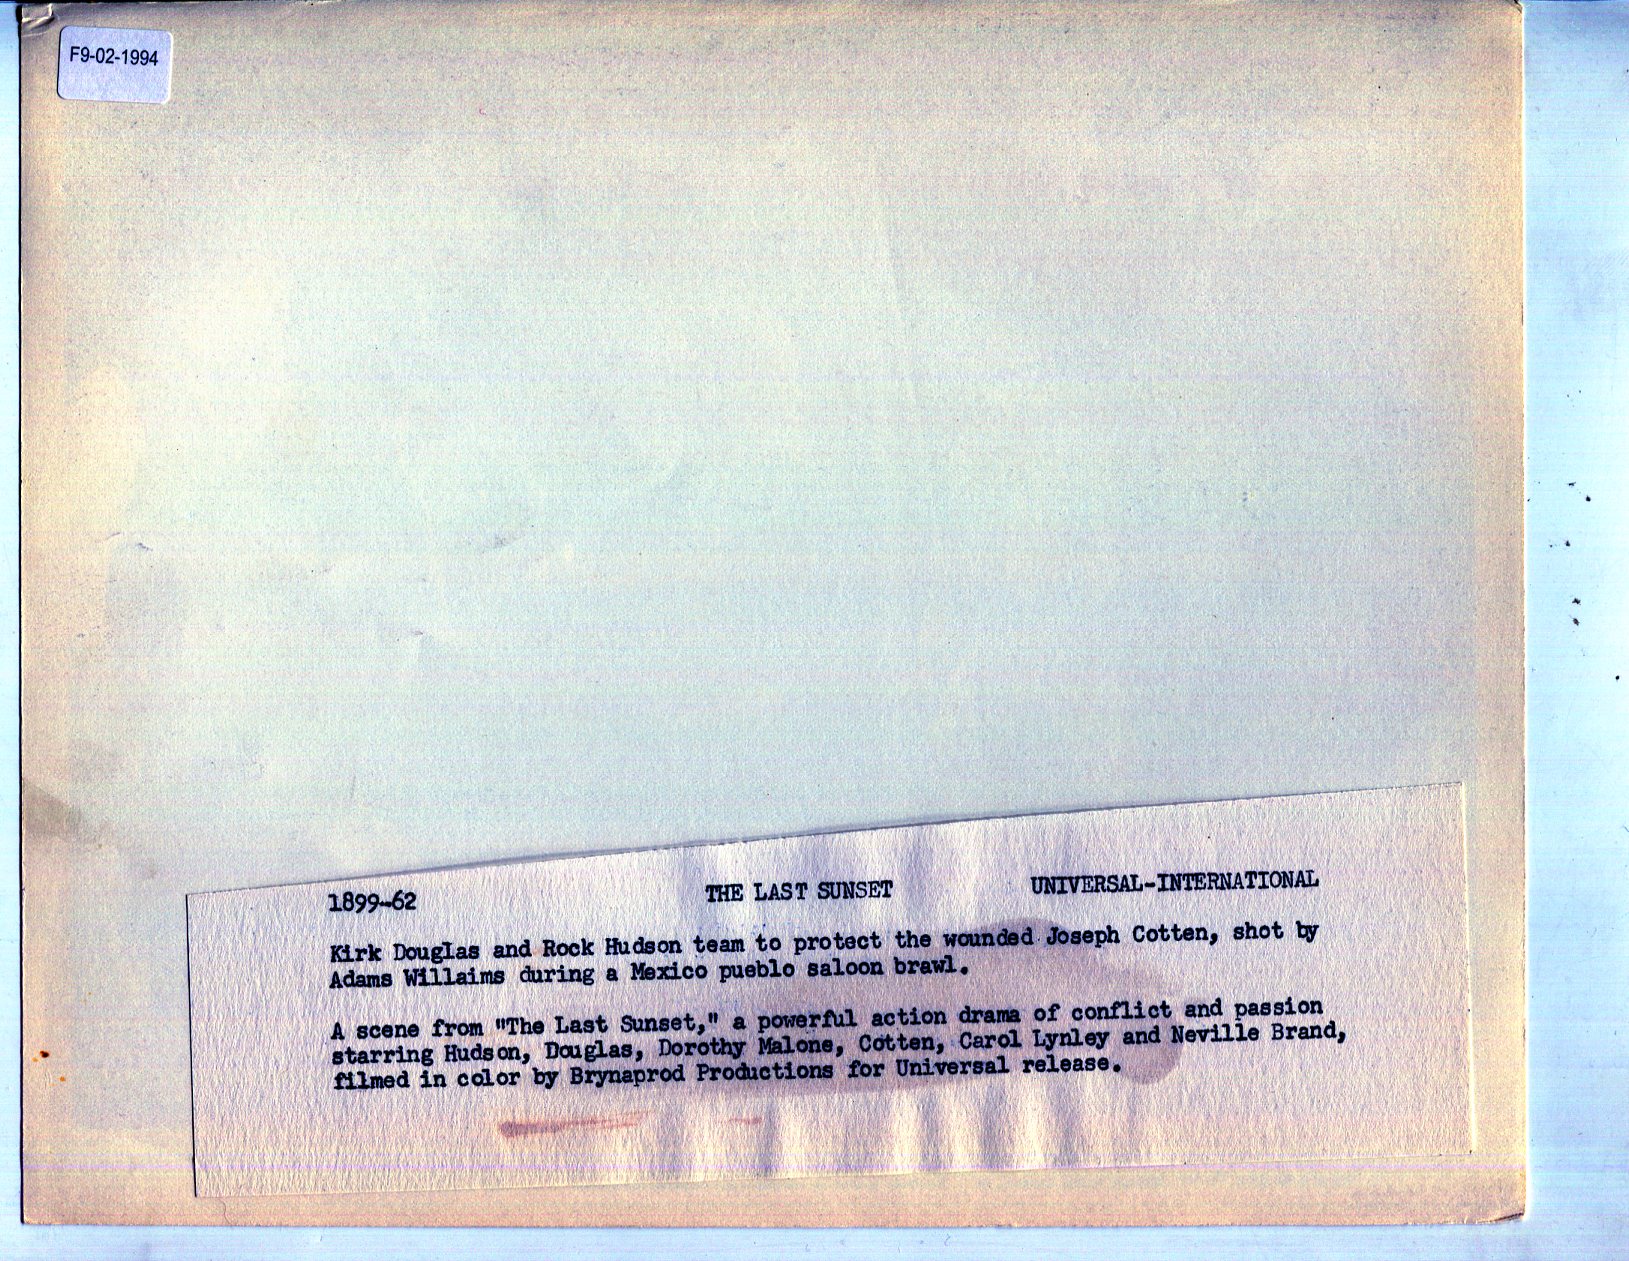 F9-02-1994
1899-62 THE LAST SUNSET UNIVERSAL-INTERNATIONAL
Kirk Douglas and Rock Hudson team to protect the wounded Joseph Cotten, shot by
Adams Willaims during a Mexico pueblo saloon brawl.
A scene from "The Last Sunset," a powerful action drama of conflict and passion
starring Hudson, Douglas, Dorothy Malone, Cotten, Carol Lynley and Neville Brand,
filmed in color by Brynaprod Productions for Universal release.